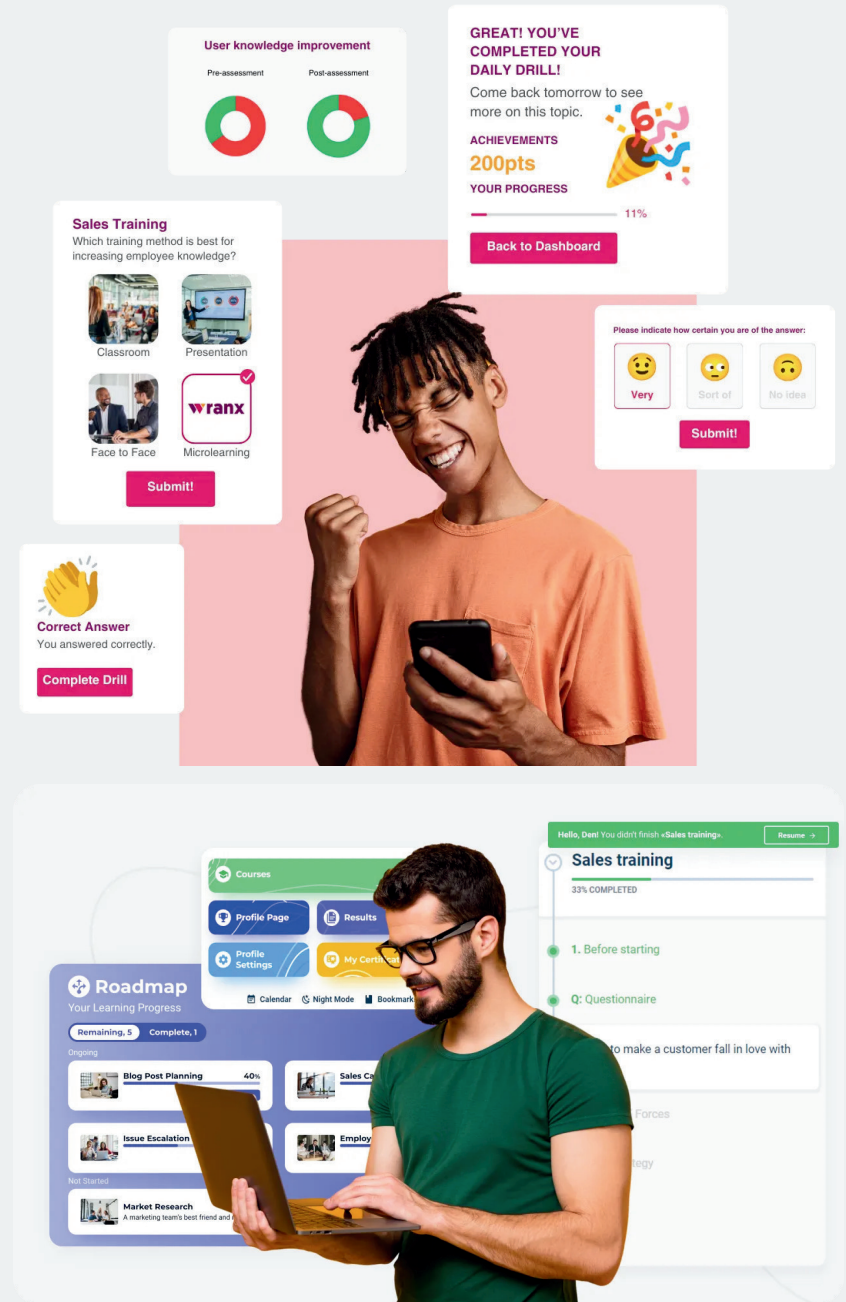 User knowledge improvement
Pre-assessment
Post-assessment
GREAT! YOU'VE
COMPLETED YOUR
DAILY DRILL!
Come back tomorrow to see
more on this topic.
ACHIEVEMENTS
200pts
YOUR PROGRESS
11%
Back to Dashboard
Sales Training
Which training method is best for
increasing employee knowledge?
Classroom
Presentation
wranx
Face to Face
Microlearning
Submit!
Please indicate how certain you are of the answer:
Very
Sort of
No Idea
Submit!
Correct Answer
You answered correctly.
Complete Drill
Hello, Den! You didn't finish «Sales training».
Resume →
Sales training
33% COMPLETED
1. Before starting
Q: Questionnaire
to make a customer fall in love with
Forces
Courses
Profile Page
Results
Profile
Settings
My
Calendar
Night Mode
Bookmark
Roadmap
Your Learning Progress
Remaining, 5
Complete, 1
Ongoing
Blog Post Planning
40%
Sales
Issue Escalation
Not Started
Market Research
A marketing team's best friend and